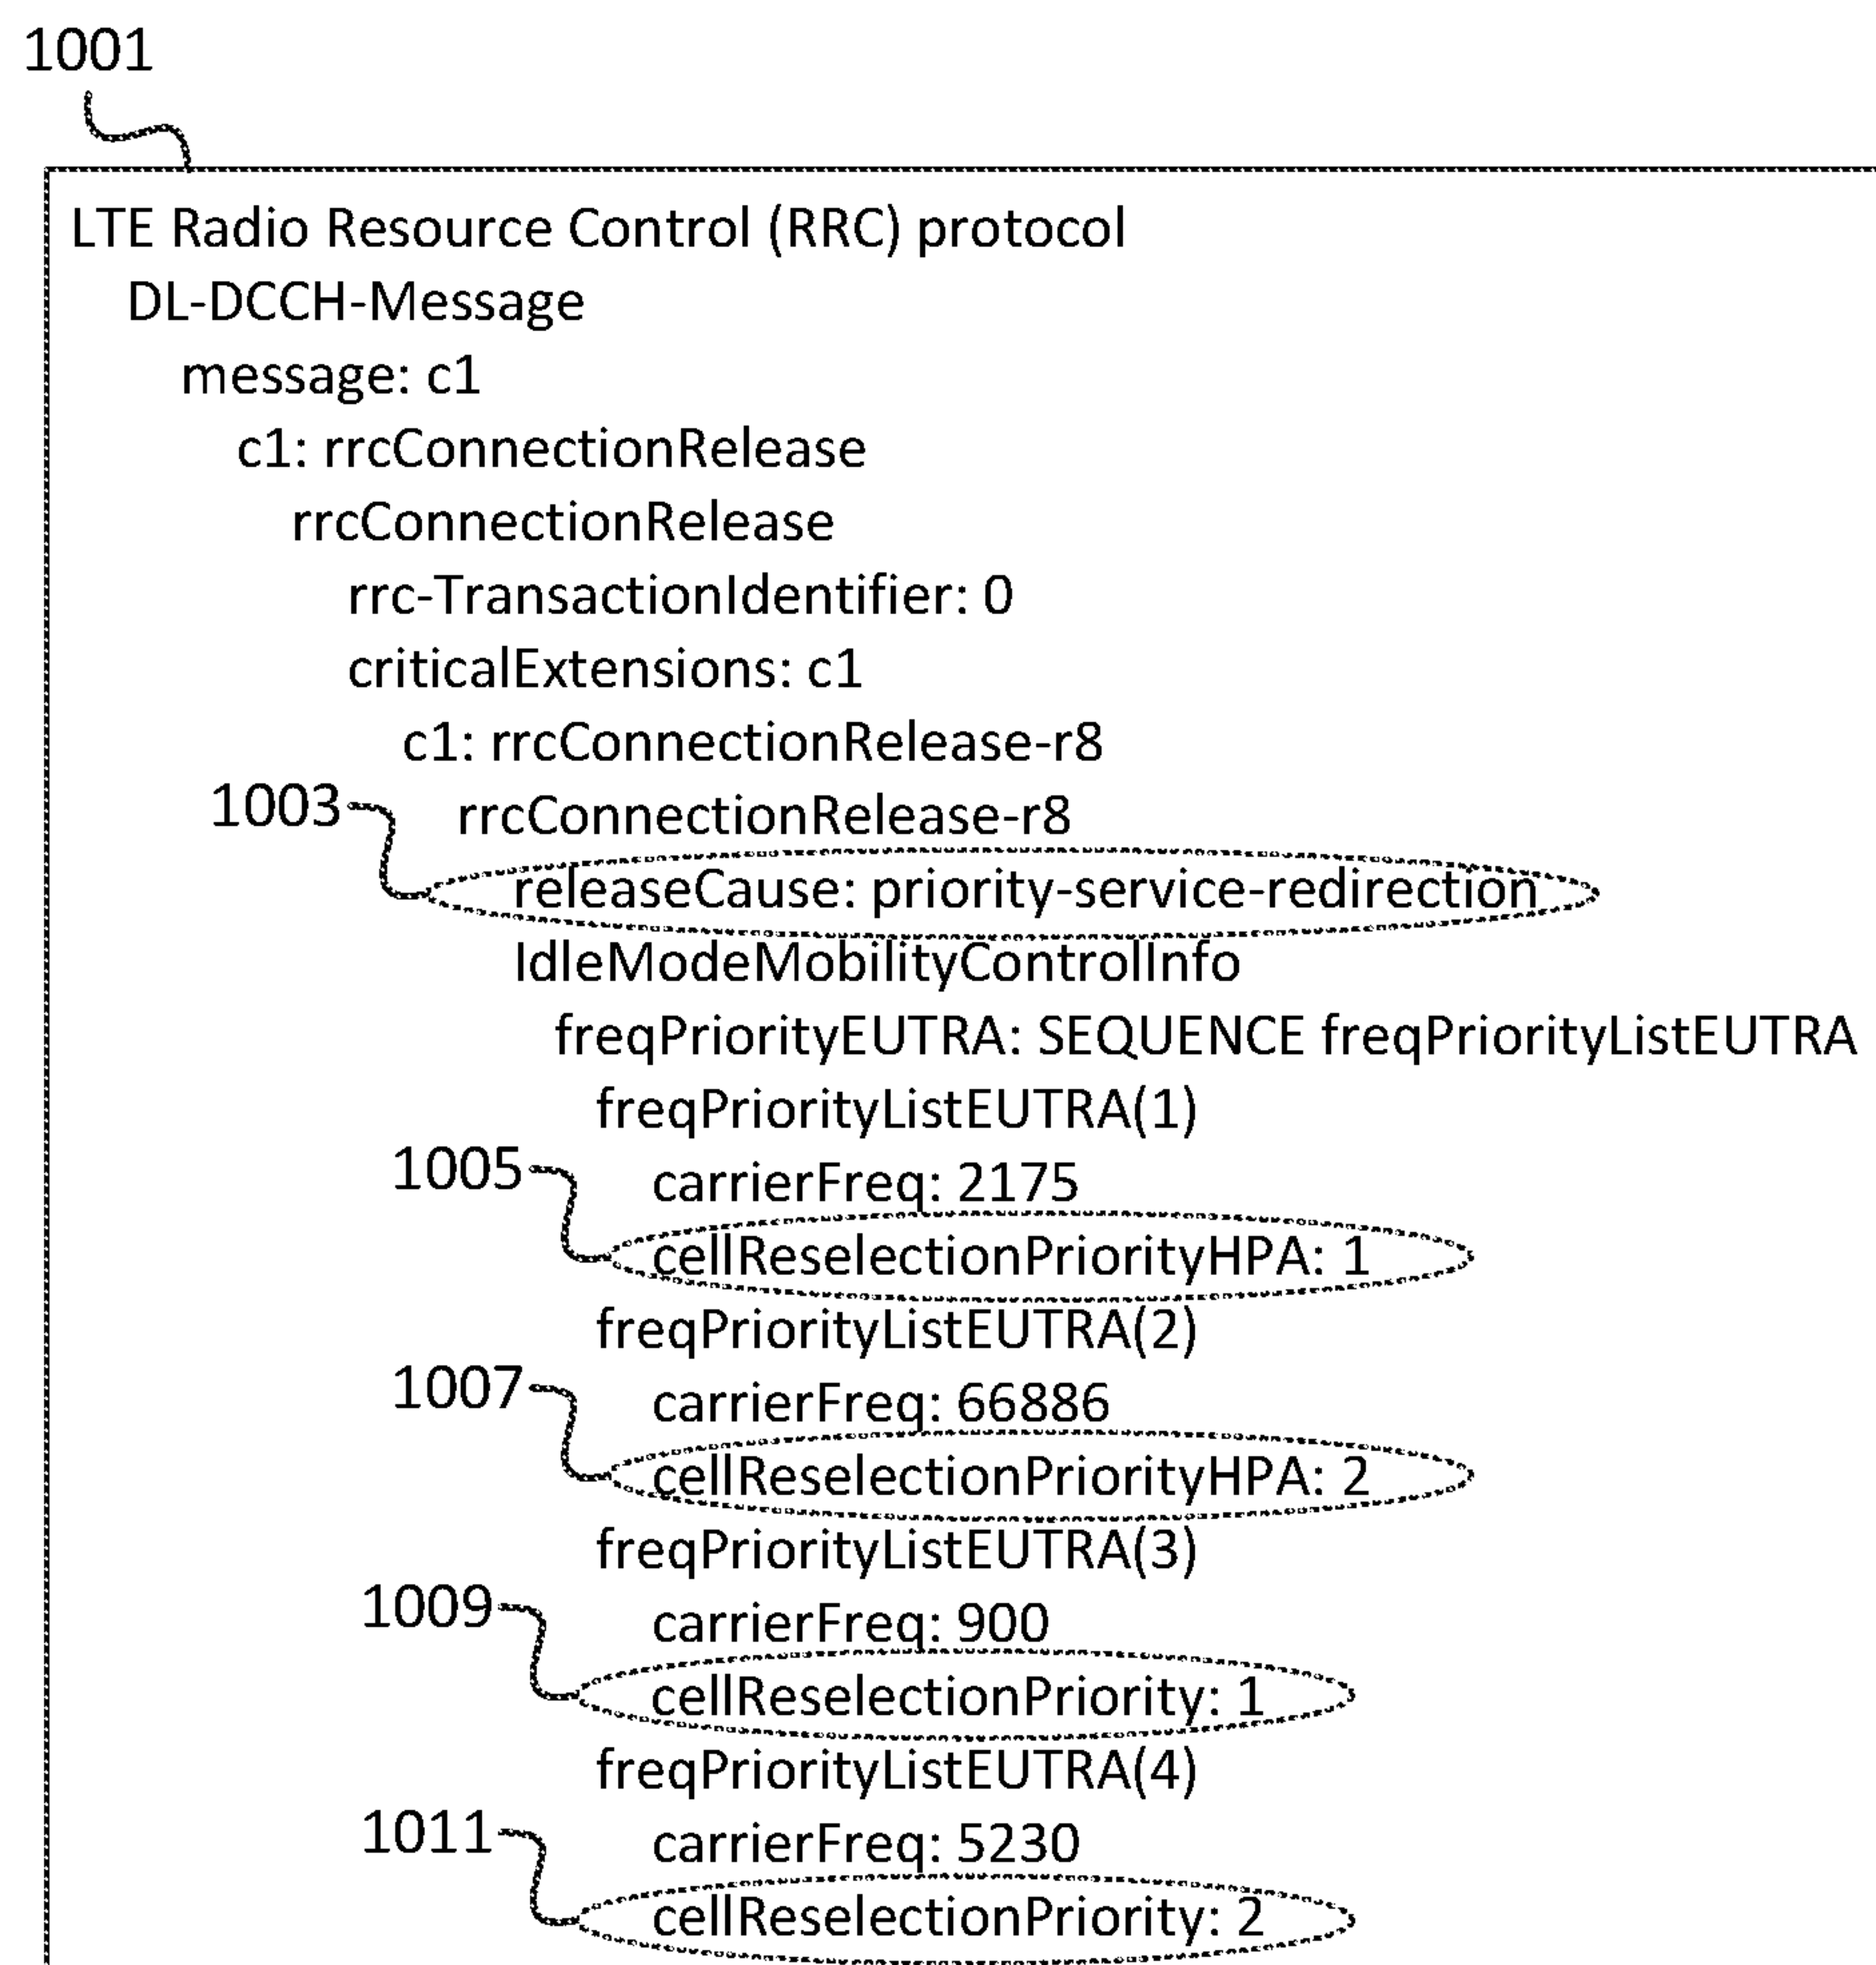 1001
LTE Radio Resource Control (RRC) protocol
DL-DCCH-Message
message: c1
c1: rrcConnectionRelease
rrcConnectionRelease
rrc-TransactionIdentifier: 0
criticalExtensions: c1
c1: rrcConnectionRelease-r8
1003
rrcConnectionRelease-r8
releaseCause: priority-service-redirection
IdleModeMobilityControlInfo
freqPriorityEUTRA: SEQUENCE freqPriorityListEUTRA
freqPriorityListEUTRA(1)
1005
carrierFreq: 2175
cellReselectionPriorityHPA: 1
freqPriorityListEUTRA(2)
1007
carrierFreq: 66886
cellReselectionPriorityHPA: 2
freqPriorityListEUTRA(3)
1009
carrierFreq: 900
cellReselectionPriority: 1
freqPriorityListEUTRA(4)
1011
carrierFreq: 5230
cellReselectionPriority: 2